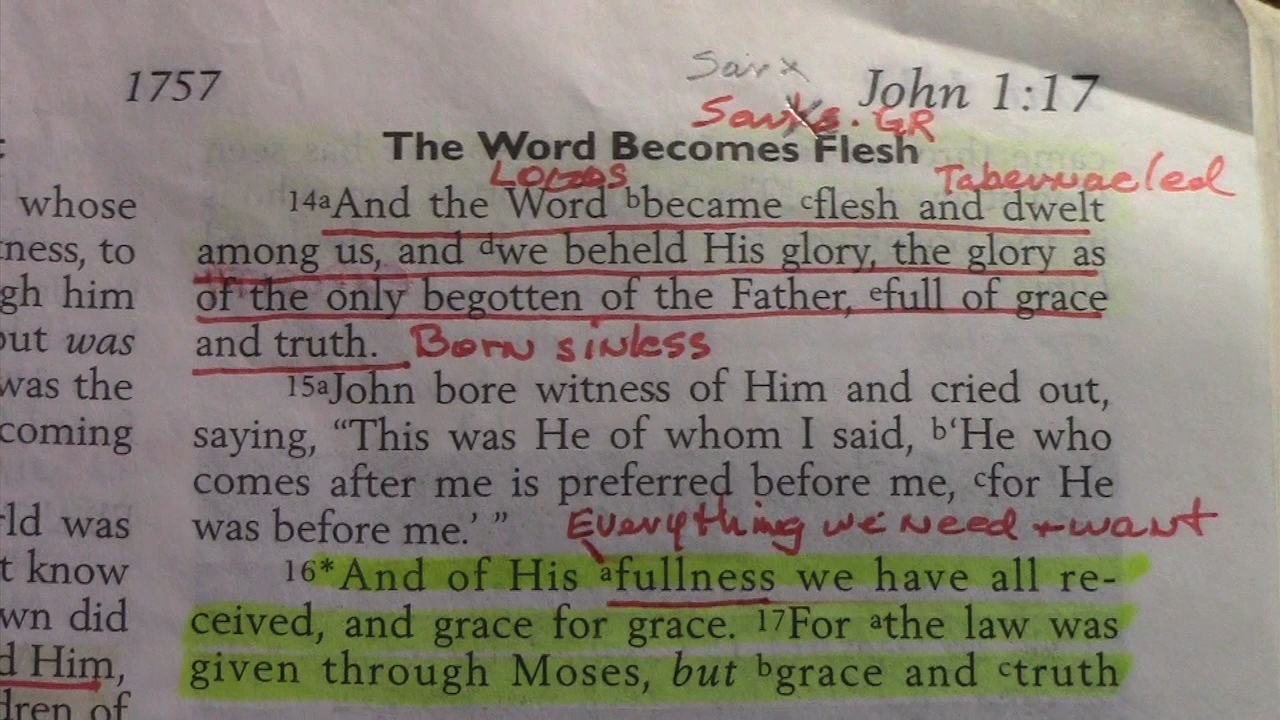 1757
John 1:17
Sarx
Sarks. GR
The Word Becomes Flesh
LOGOS
Tabernacled
14aAnd the Word bbecame cflesh and dwelt
among us, and dwe beheld His glory, the glory as
of the only begotten of the Father, efull of grace
and truth. Born sinless
15aJohn bore witness of Him and cried out,
saying, “This was He of whom I said, b‘He who
comes after me is preferred before me, cfor He
was before me.’ ” Everything we need + want
16*And of His afullness we have all re-
ceived, and grace for grace. 17For athe law was
given through Moses, but bgrace and ctruth
whose
ness, to
gh him
out was
was the
coming
rld was
t know
wn did
d Him,
dren of